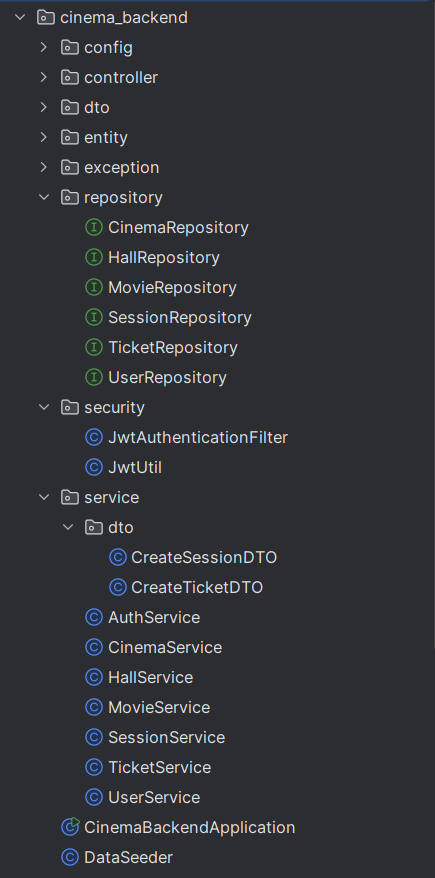 cinema_backend
config
controller
dto
entity
exception
repository
CinemaRepository
HallRepository
MovieRepository
SessionRepository
TicketRepository
UserRepository
security
JwtAuthenticationFilter
JwtUtil
service
dto
CreateSessionDTO
CreateTicketDTO
AuthService
CinemaService
HallService
MovieService
SessionService
TicketService
UserService
CinemaBackendApplication
DataSeeder